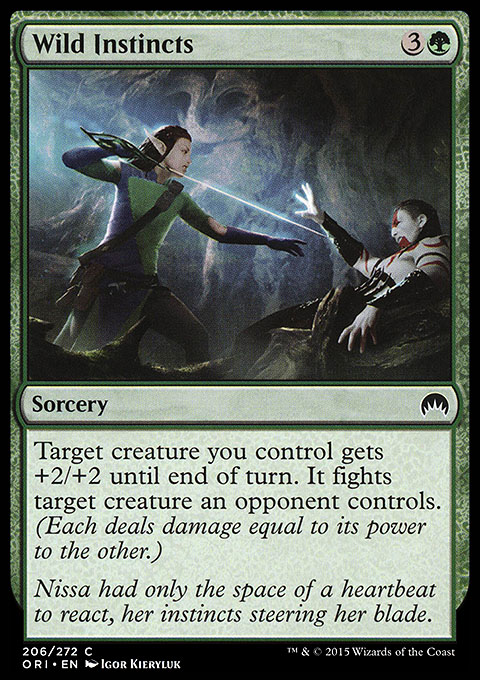 Wild Instincts 3
Sorcery
Target creature you control gets
+2/+2 until end of turn. It fights
target creature an opponent controls.
(Each deals damage equal to its power
to the other.)
Nissa had only the space of a heartbeat
to react, her instincts steering her blade.
206/272 C
ORI • EN Igor Kieryluk
™ & © 2015 Wizards of the Coast